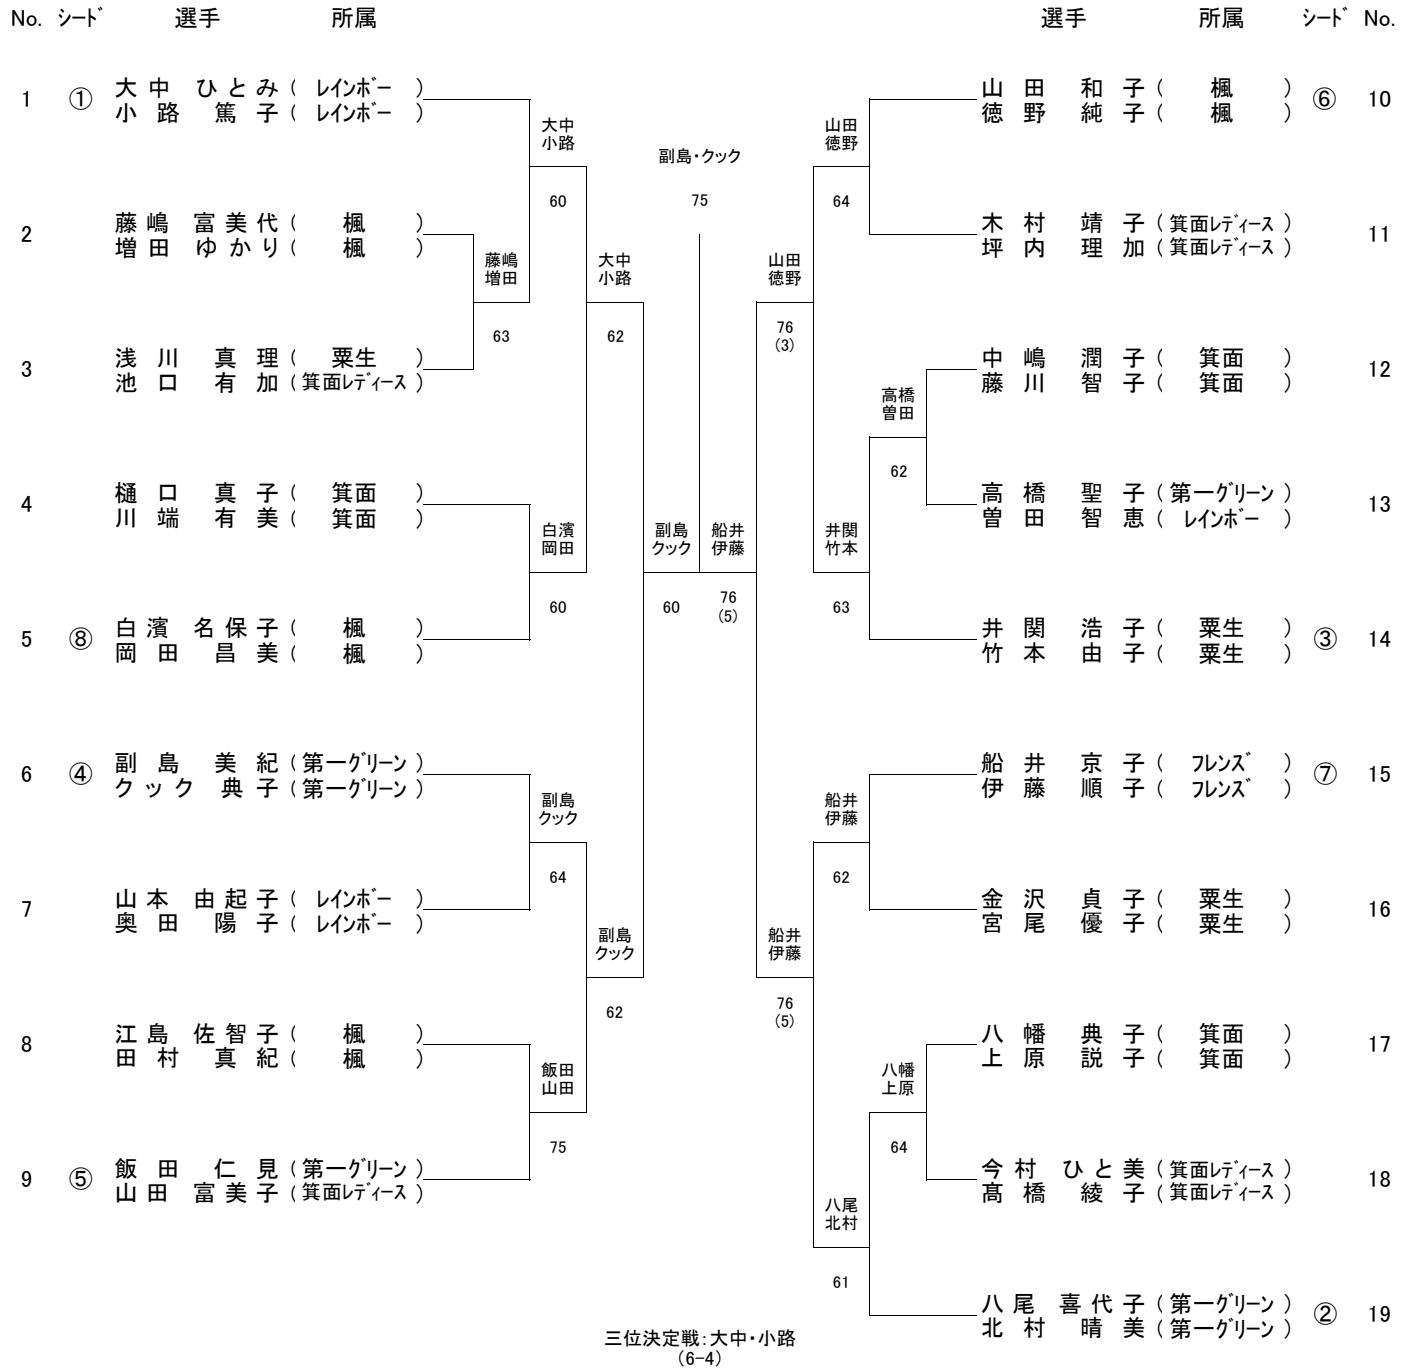 No. シード 選手 所属
選手 所属 シード No.
1 ① 大中 ひとみ ( レインボー )
小路 篤子 ( レインボー )
2 藤嶋 富美代 ( 楓 )
増田 ゆかり ( 楓 )
3 浅川 真理 ( 粟生 )
池口 有加 ( 箕面レディース )
4 樋口 真子 ( 箕面 )
川端 有美 ( 箕面 )
5 ⑧ 白濱 名保子 ( 楓 )
岡田 昌美 ( 楓 )
6 ④ 副島 美紀 ( 第一グリーン )
クック 典子 ( 第一グリーン )
7 山本 由起子 ( レインボー )
奥田 陽子 ( レインボー )
8 江島 佐智子 ( 楓 )
田村 真紀 ( 楓 )
9 ⑤ 飯田 仁見 ( 第一グリーン )
山田 富美子 ( 箕面レディース )
藤嶋
増田
63
大中
小路
60
白濱
岡田
60
副島
クック
64
飯田
山田
75
大中
小路
62
副島
クック
62
副島
クック
60
副島・クック
75
船井
伊藤
76
(5)
山田
徳野
76
(3)
船井
伊藤
76
(5)
山田
徳野
64
井関
竹本
63
船井
伊藤
62
八尾
北村
61
高橋
曽田
62
八幡
上原
64
山田 和子 ( 楓 ) ⑥ 10
徳野 純子 ( 楓 )
木村 靖子 ( 箕面レディース ) 11
坪内 理加 ( 箕面レディース )
中嶋 潤子 ( 箕面 ) 12
藤川 智子 ( 箕面 )
高橋 聖子 ( 第一グリーン ) 13
曽田 智恵 ( レインボー )
井関 浩子 ( 粟生 ) ③ 14
竹本 由子 ( 粟生 )
船井 京子 ( フレンズ ) ⑦ 15
伊藤 順子 ( フレンズ )
金沢 貞子 ( 粟生 ) 16
宮尾 優子 ( 粟生 )
八幡 典子 ( 箕面 ) 17
上原 説子 ( 箕面 )
今村 ひと美 ( 箕面レディース ) 18
髙橋 綾子 ( 箕面レディース )
八尾 喜代子 ( 第一グリーン ) ② 19
北村 晴美 ( 第一グリーン )
三位決定戦:大中・小路
(6-4)